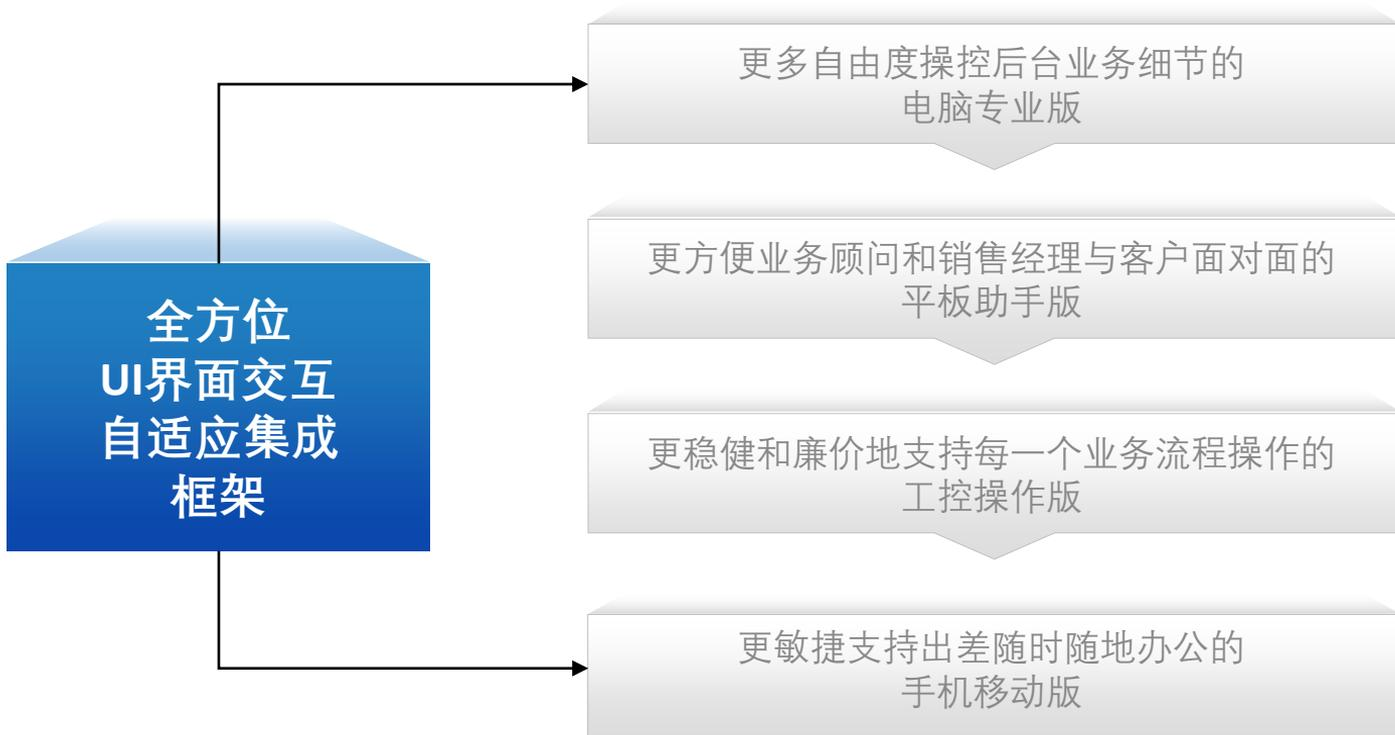 全方位
UI界面交互
自适应集成
框架
更多自由度操控后台业务细节的
电脑专业版
更方便业务顾问和销售经理与客户面对面的
平板助手版
更稳健和廉价地支持每一个业务流程操作的
工控操作版
更敏捷支持出差随时随地办公的
手机移动版